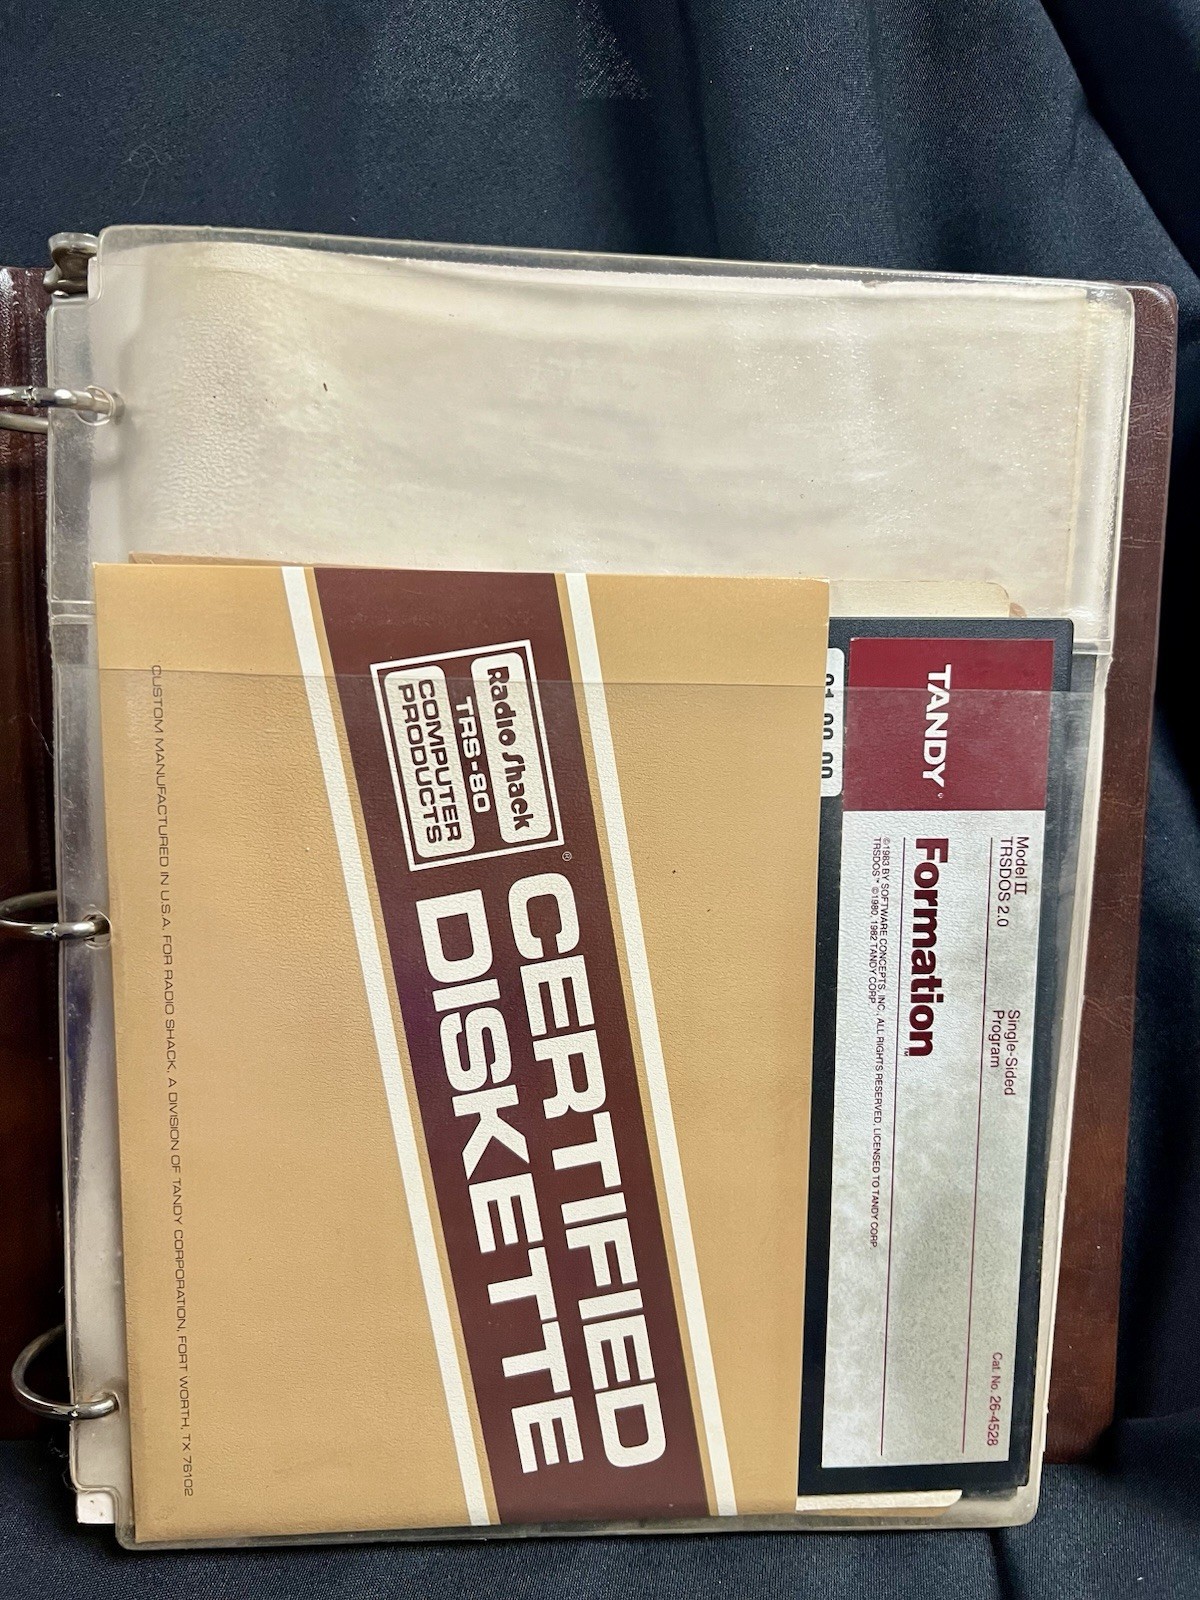 Radio Shack
TRS-80
COMPUTER
PRODUCTS
®
CERTIFIED
DISKETTE
CUSTOM MANUFACTURED IN U.S.A. FOR RADIO SHACK, A DIVISION OF TANDY CORPORATION, FORT WORTH, TX 76102
TANDY
Model II
TRSDOS 2.0
Single-Sided
Program
Cat. No. 26-4528
Formation™
©1983 BY SOFTWARE CONCEPTS, INC., ALL RIGHTS RESERVED, LICENSED TO TANDY CORP
TRSDOS™ ©1980, 1982 TANDY CORP